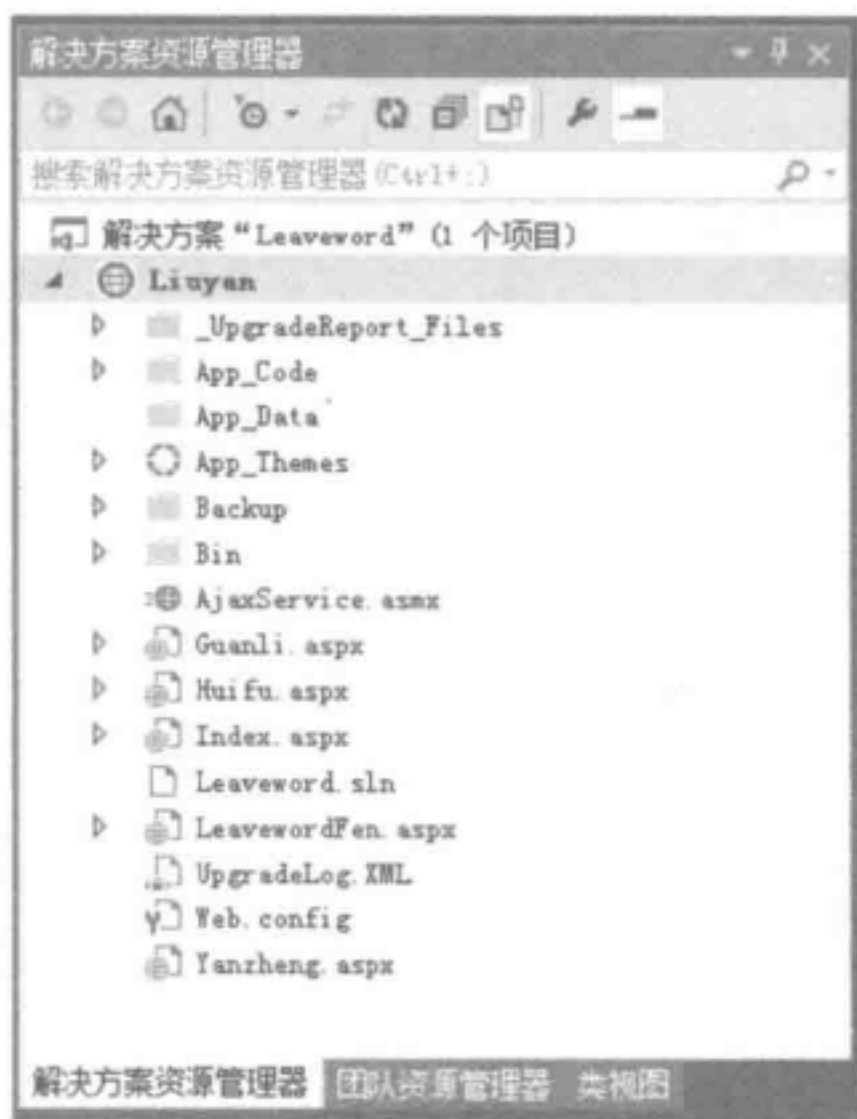 解决方案资源管理器
搜索解决方案资源管理器(Ctrl+;)
解决方案“Leaveword”(1 个项目)
Liuyan
_UpgradeReport_Files
App_Code
App_Data
App_Themes
Backup
Bin
AjaxService.asmx
Guanli.aspx
Huifu.aspx
Index.aspx
Leaveword.sln
LeavewordFen.aspx
UpgradeLog.XML
Web.config
Yanzheng.aspx
解决方案资源管理器 团队资源管理器 类视图